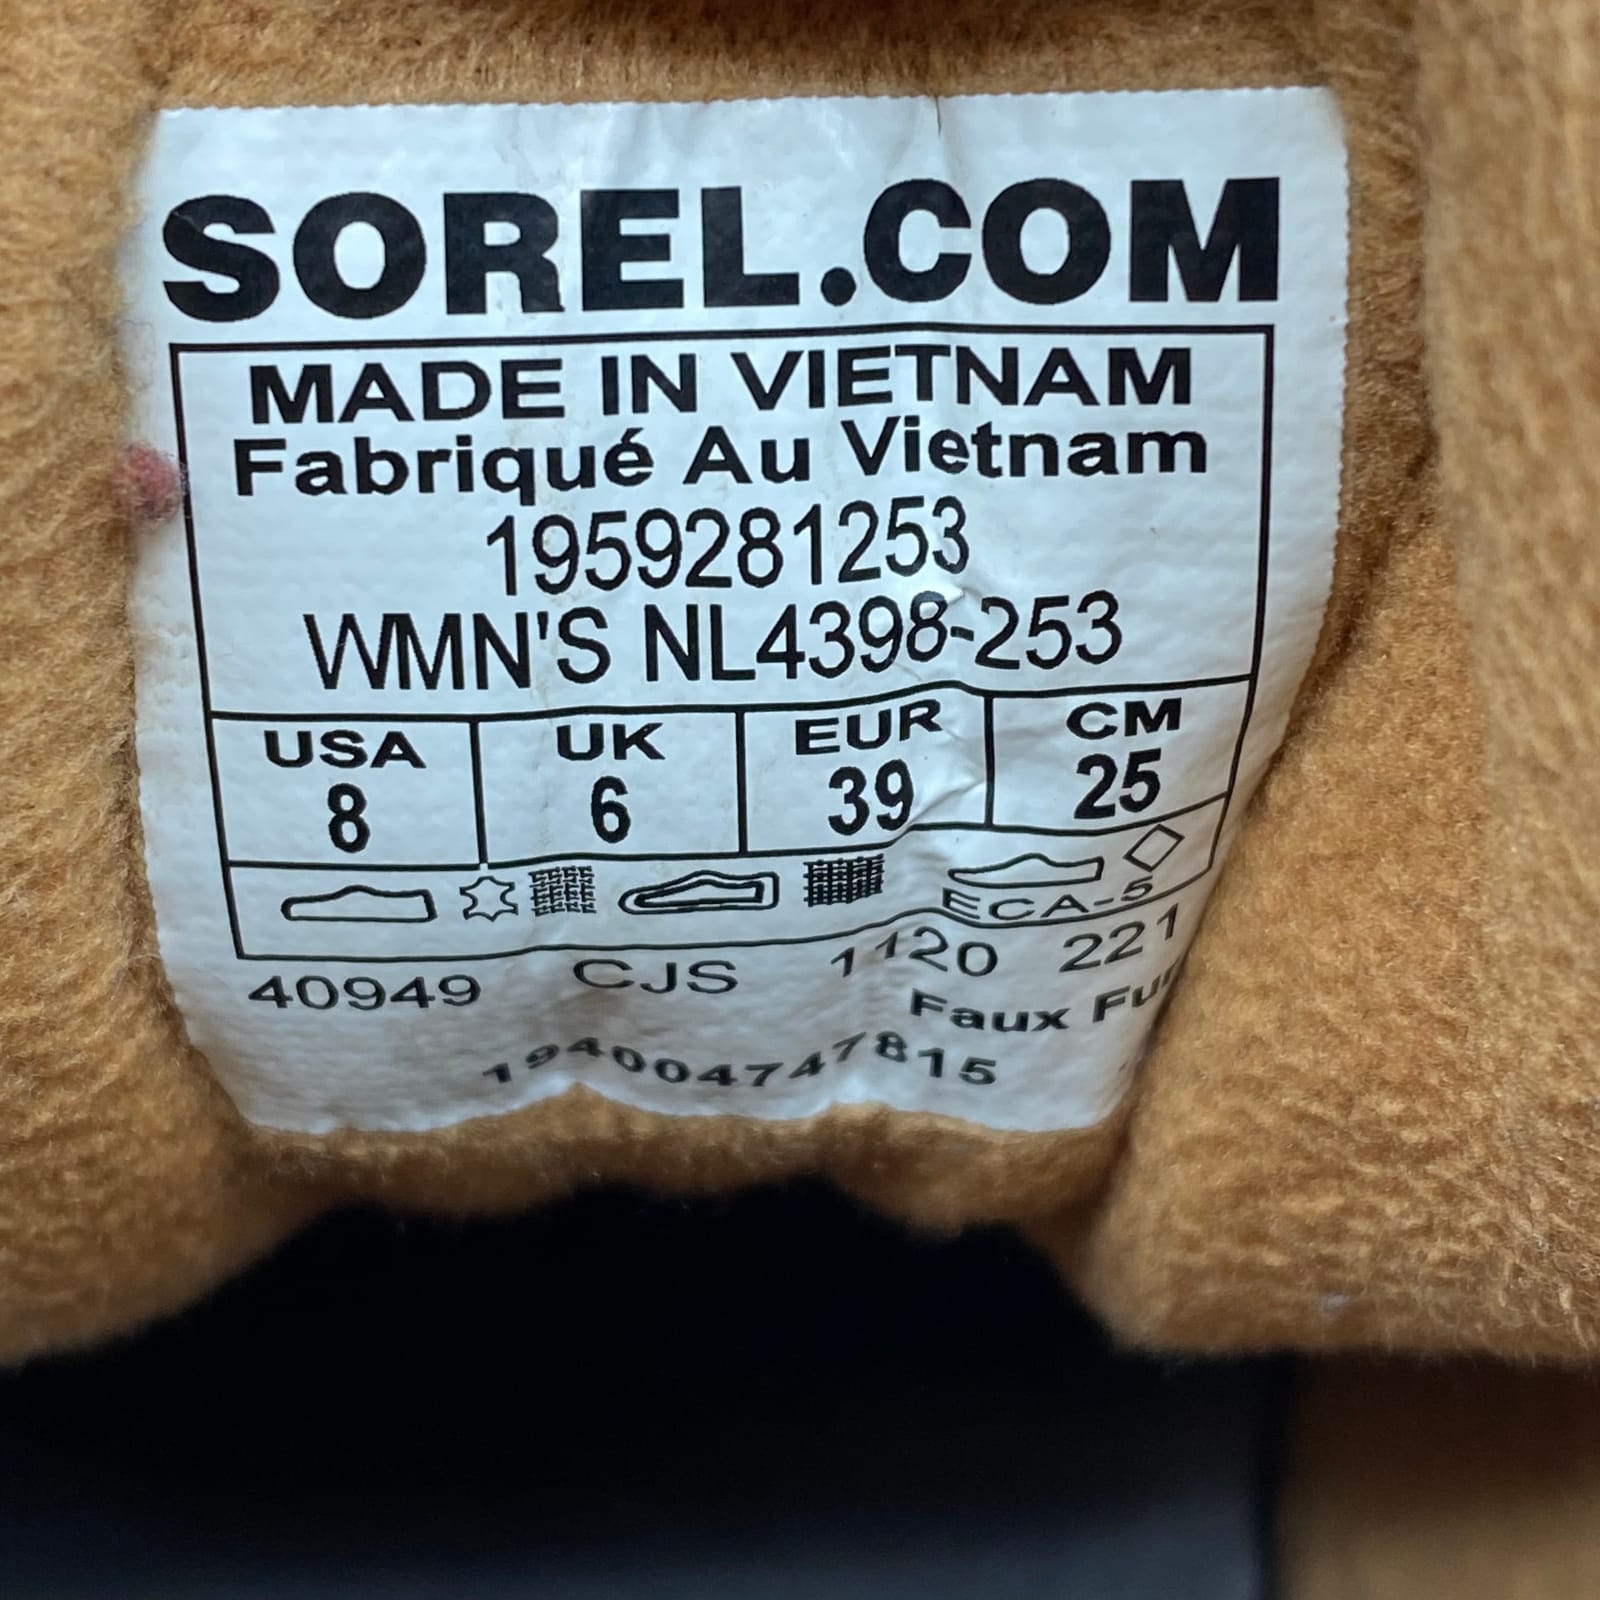 SOREL.COM
MADE IN VIETNAM
Fabriqué Au Vietnam
1959281253
WMN'S NL4398-253
USA UK EUR CM
8 6 39 25
ECA-5
40949 CJS 1120 221
Faux Fur
194004747815